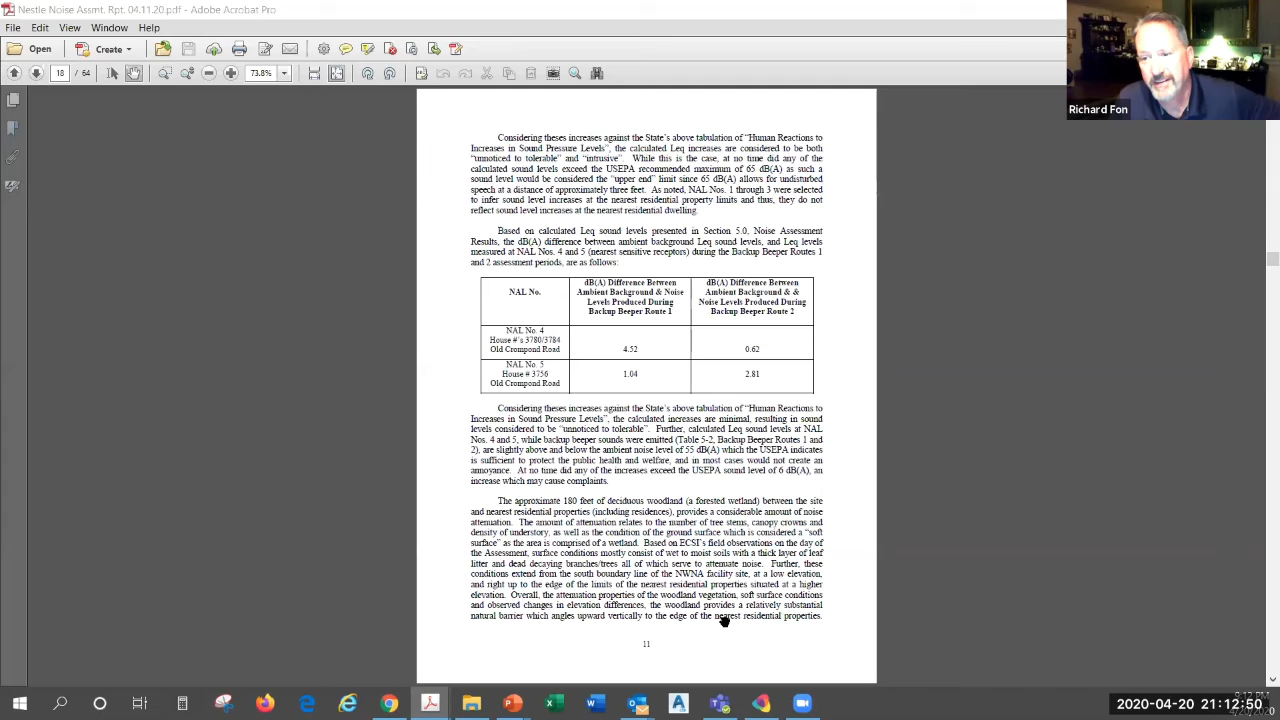 Nestle Noise Assmt. Rpt. 04.11.20.pdf - Adobe Acrobat Pro
File Edit View Window Help
Open Create
18 / 64 73.8%
Richard Fon
Considering theses increases against the State's above tabulation of "Human Reactions to
Increases in Sound Pressure Levels", the calculated Leq increases are considered to be both
"unnoticed to tolerable" and "intrusive". While this is the case, at no time did any of the
calculated sound levels exceed the USEPA recommended maximum of 65 dB(A) as such a
sound level would be considered the "upper end" limit since 65 dB(A) allows for undisturbed
speech at a distance of approximately three feet. As noted, NAL Nos. 1 through 3 were selected
to infer sound level increases at the nearest residential property limits and thus, they do not
reflect sound level increases at the nearest residential dwelling.
Based on calculated Leq sound levels presented in Section 5.0, Noise Assessment
Results, the dB(A) difference between ambient background Leq sound levels, and Leq levels
measured at NAL Nos. 4 and 5 (nearest sensitive receptors) during the Backup Beeper Routes 1
and 2 assessment periods, are as follows:
NAL No.
dB(A) Difference Between
Ambient Background & Noise
Levels Produced During
Backup Beeper Route 1
dB(A) Difference Between
Ambient Background & &
Noise Levels Produced During
Backup Beeper Route 2
NAL No. 4
House #'s 3780/3784
Old Crompond Road
4.52
0.62
NAL No. 5
House # 3756
Old Crompond Road
1.04
2.81
Considering theses increases against the State's above tabulation of "Human Reactions to
Increases in Sound Pressure Levels", the calculated increases are minimal, resulting in sound
levels considered to be "unnoticed to tolerable". Further, calculated Leq sound levels at NAL
Nos. 4 and 5, while backup beeper sounds were emitted (Table 5-2, Backup Beeper Routes 1 and
2), are slightly above and below the ambient noise level of 55 dB(A) which the USEPA indicates
is sufficient to protect the public health and welfare, and in most cases would not create an
annoyance. At no time did any of the increases exceed the USEPA sound level of 6 dB(A), an
increase which may cause complaints.
The approximate 180 feet of deciduous woodland (a forested wetland) between the site
and nearest residential properties (including residences), provides a considerable amount of noise
attenuation. The amount of attenuation relates to the number of tree stems, canopy crowns and
density of understory, as well as the condition of the ground surface which is considered a "soft
surface" as the area is comprised of a wetland. Based on ECSI's field observations on the day of
the Assessment, surface conditions mostly consist of wet to moist soils with a thick layer of leaf
litter and dead decaying branches/trees all of which serve to attenuate noise. Further, these
conditions extend from the south boundary line of the NWNA facility site, at a low elevation,
and right up to the edge of the limits of the nearest residential properties situated at a higher
elevation. Overall, the attenuation properties of the woodland vegetation, soft surface conditions
and observed changes in elevation differences, the woodland provides a relatively substantial
natural barrier which angles upward vertically to the edge of the nearest residential properties.
11
2020-04-20 21:12:50